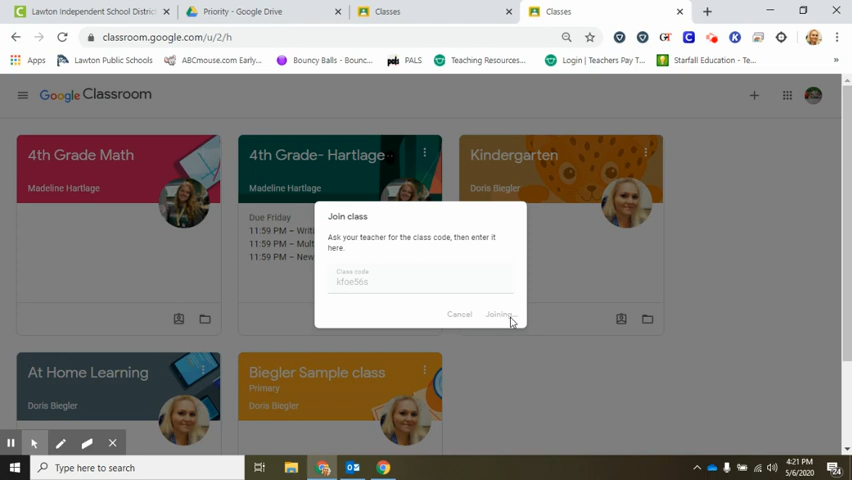 Lawton Independent School Distric
Priority - Google Drive
Classes
Classes
classroom.google.com/u/2/h
Apps
Lawton Public Schools
ABCmouse.com Early...
Bouncy Balls - Bounc...
PALS
Teaching Resources...
Login | Teachers Pay T...
Starfall Education - Te...
Google Classroom
4th Grade Math
Madeline Hartlage
4th Grade- Hartlage
Madeline Hartlage
Due Friday
11:59 PM – Writi
11:59 PM – Mult
11:59 PM – New
Kindergarten
Doris Biegler
Join class
Ask your teacher for the class code, then enter it
here.
Class code
kfoe56s
Cancel
Joining...
At Home Learning
Doris Biegler
Biegler Sample class
Primary
Doris Biegler
Type here to search
4:21 PM
5/6/2020
24